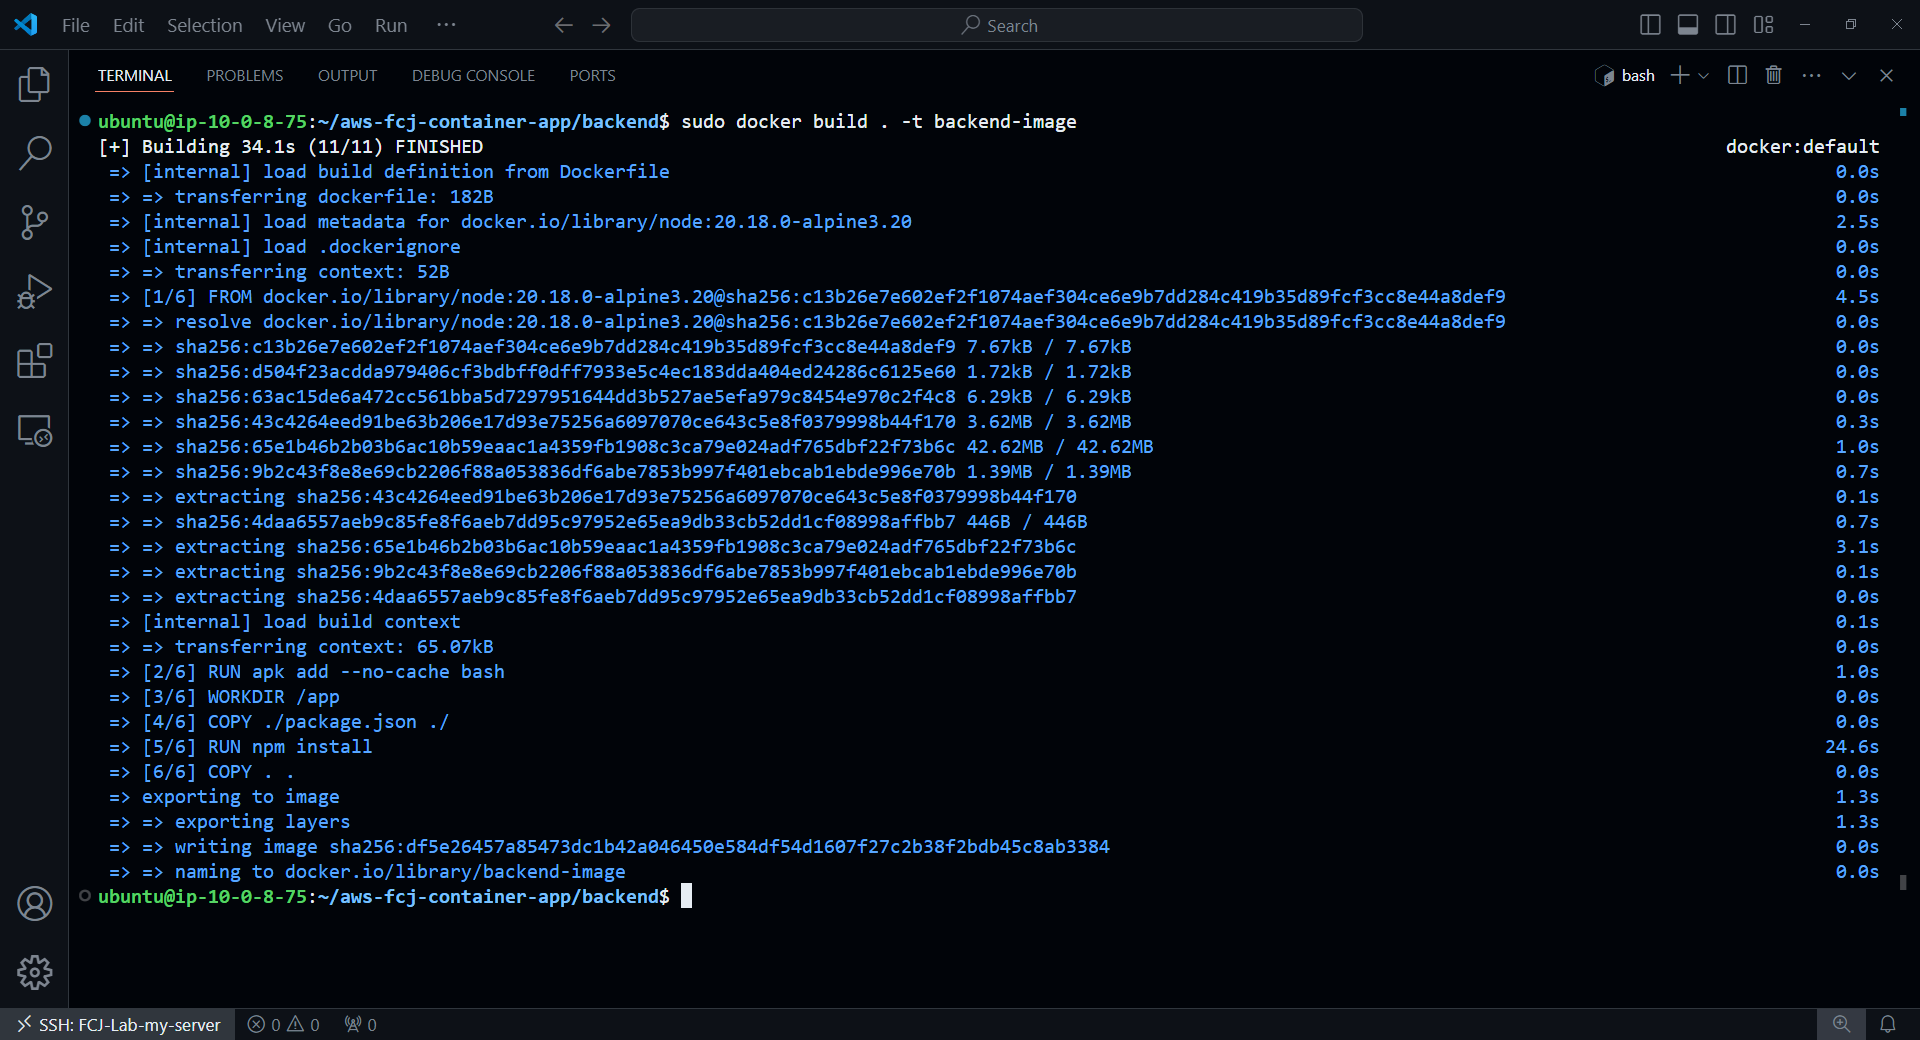 File Edit Selection View Go Run ··· Search
TERMINAL PROBLEMS OUTPUT DEBUG CONSOLE PORTS bash
ubuntu@ip-10-0-8-75:~/aws-fcj-container-app/backend$ sudo docker build . -t backend-image
[+] Building 34.1s (11/11) FINISHED docker:default
=> [internal] load build definition from Dockerfile 0.0s
=> => transferring dockerfile: 182B 0.0s
=> [internal] load metadata for docker.io/library/node:20.18.0-alpine3.20 2.5s
=> [internal] load .dockerignore 0.0s
=> => transferring context: 52B 0.0s
=> [1/6] FROM docker.io/library/node:20.18.0-alpine3.20@sha256:c13b26e7e602ef2f1074aef304ce6e9b7dd284c419b35d89fcf3cc8e44a8def9 4.5s
=> => resolve docker.io/library/node:20.18.0-alpine3.20@sha256:c13b26e7e602ef2f1074aef304ce6e9b7dd284c419b35d89fcf3cc8e44a8def9 0.0s
=> => sha256:c13b26e7e602ef2f1074aef304ce6e9b7dd284c419b35d89fcf3cc8e44a8def9 7.67kB / 7.67kB 0.0s
=> => sha256:d504f23acdda979406cf3bdbff0dff7933e5c4ec183dda404ed24286c6125e60 1.72kB / 1.72kB 0.0s
=> => sha256:63ac15de6a472cc561bba5d7297951644dd3b527ae5efa979c8454e970c2f4c8 6.29kB / 6.29kB 0.0s
=> => sha256:43c4264eed91be63b206e17d93e75256a6097070ce643c5e8f0379998b44f170 3.62MB / 3.62MB 0.3s
=> => sha256:65e1b46b2b03b6ac10b59eaac1a4359fb1908c3ca79e024adf765dbf22f73b6c 42.62MB / 42.62MB 1.0s
=> => sha256:9b2c43f8e8e69cb2206f88a053836df6abe7853b997f401ebcab1ebde996e70b 1.39MB / 1.39MB 0.7s
=> => extracting sha256:43c4264eed91be63b206e17d93e75256a6097070ce643c5e8f0379998b44f170 0.1s
=> => sha256:4daa6557aeb9c85fe8f6aeb7dd95c97952e65ea9db33cb52dd1cf08998affbb7 446B / 446B 0.7s
=> => extracting sha256:65e1b46b2b03b6ac10b59eaac1a4359fb1908c3ca79e024adf765dbf22f73b6c 3.1s
=> => extracting sha256:9b2c43f8e8e69cb2206f88a053836df6abe7853b997f401ebcab1ebde996e70b 0.1s
=> => extracting sha256:4daa6557aeb9c85fe8f6aeb7dd95c97952e65ea9db33cb52dd1cf08998affbb7 0.0s
=> [internal] load build context 0.1s
=> => transferring context: 65.07kB 0.0s
=> [2/6] RUN apk add --no-cache bash 1.0s
=> [3/6] WORKDIR /app 0.0s
=> [4/6] COPY ./package.json ./ 0.0s
=> [5/6] RUN npm install 24.6s
=> [6/6] COPY . . 0.0s
=> exporting to image 1.3s
=> => exporting layers 1.3s
=> => writing image sha256:df5e26457a85473dc1b42a046450e584df54d1607f27c2b38f2bdb45c8ab3384 0.0s
=> => naming to docker.io/library/backend-image 0.0s
ubuntu@ip-10-0-8-75:~/aws-fcj-container-app/backend$
SSH: FCJ-Lab-my-server 0 0 0